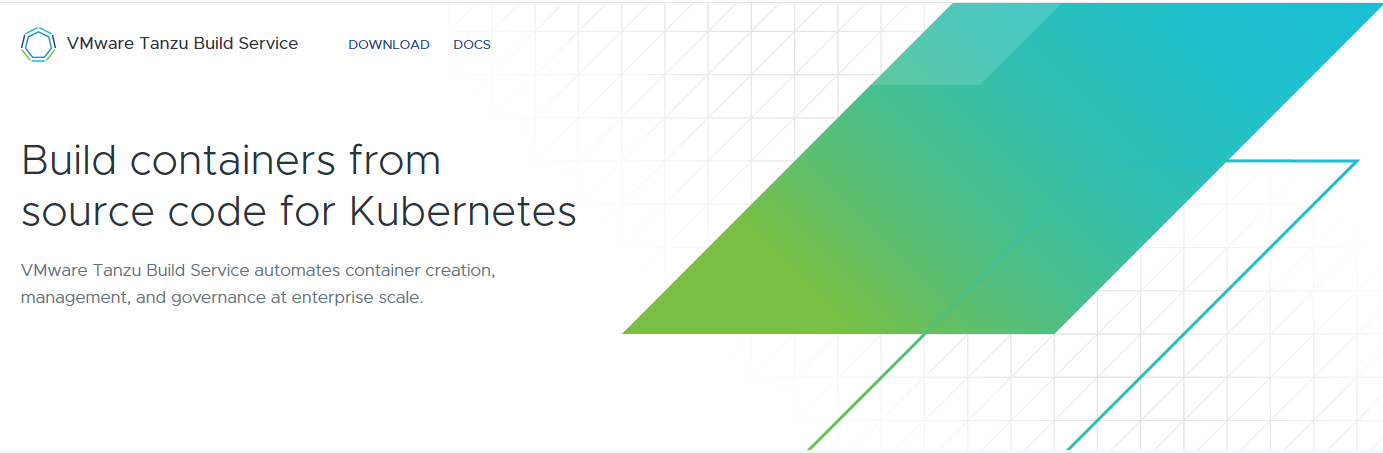 VMware Tanzu Build Service DOWNLOAD DOCS
Build containers from
source code for Kubernetes
VMware Tanzu Build Service automates container creation,
management, and governance at enterprise scale.